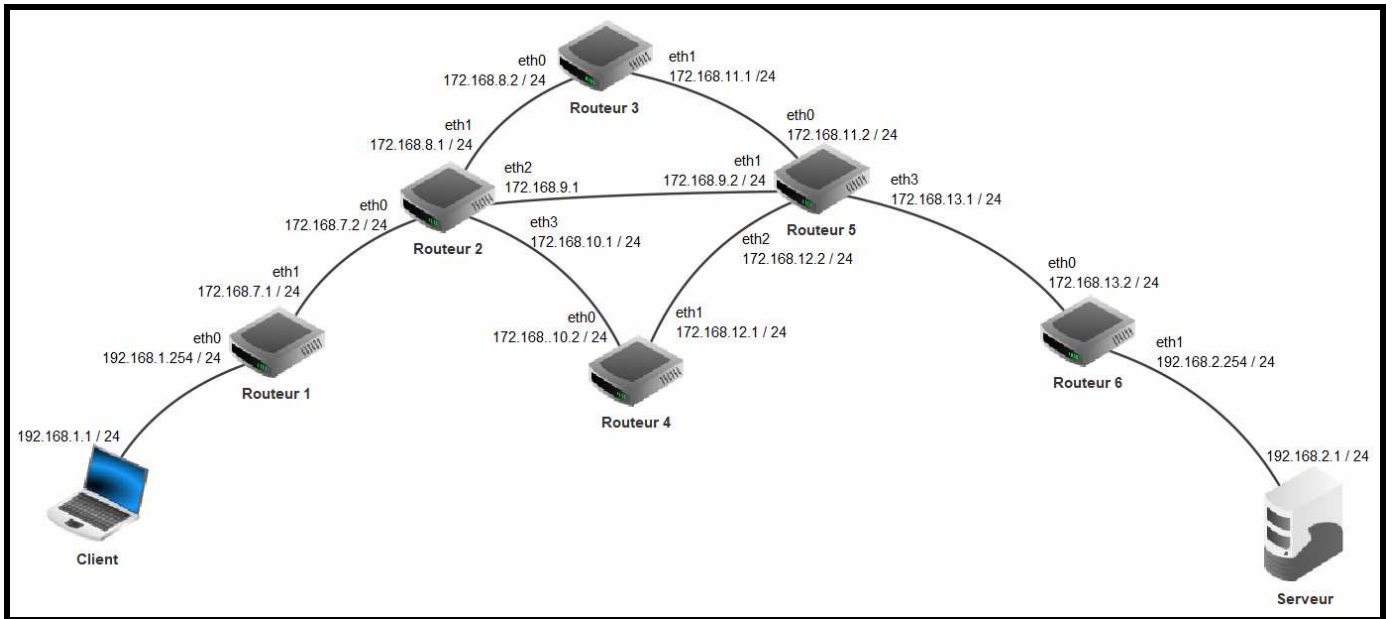 eth0
172.168.8.2 / 24
eth1
172.168.11.1 /24
Routeur 3
eth1
172.168.8.1 / 24
eth0
172.168.11.2 / 24
eth2
172.168.9.1
eth1
172.168.9.2 / 24
eth3
172.168.13.1 / 24
eth0
172.168.7.2 / 24
Routeur 2
eth3
172.168.10.1 / 24
Routeur 5
eth2
172.168.12.2 / 24
eth1
172.168.7.1 / 24
eth0
172.168.13.2 / 24
eth0
192.168.1.254 / 24
Routeur 1
eth0
172.168..10.2 / 24
eth1
172.168.12.1 / 24
Routeur 4
eth1
192.168.2.254 / 24
Routeur 6
192.168.1.1 / 24
Client
192.168.2.1 / 24
Serveur